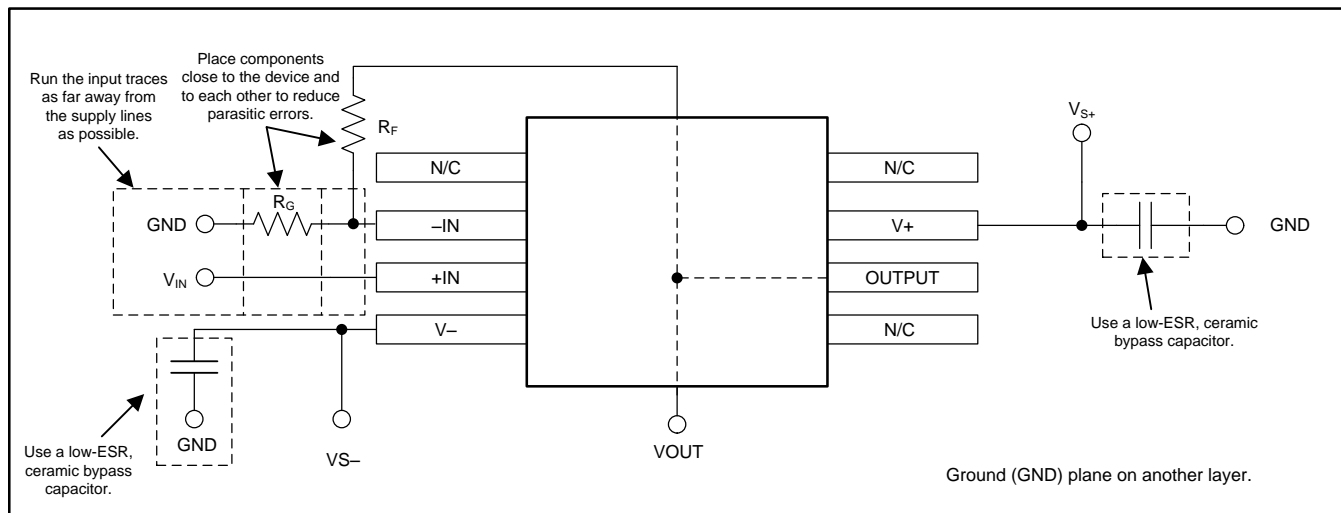 Place components
close to the device and
to each other to reduce
parasitic errors.
Run the input traces
as far away from
the supply lines
as possible.
RF
VS+
N/C
N/C
RG
GND
–IN
V+
GND
VIN
+IN
OUTPUT
V–
N/C
Use a low-ESR, ceramic
bypass capacitor.
GND
Use a low-ESR,
ceramic bypass
capacitor.
VS–
VOUT
Ground (GND) plane on another layer.